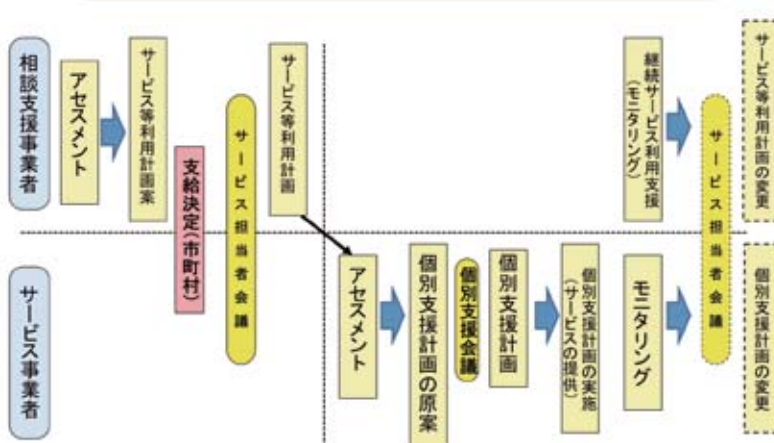 相談支援事業者
アセスメント
サービス等利用計画案
支給決定(市町村)
サービス担当者会議
サービス等利用計画
継続サービス利用支援
(モニタリング)
サービス担当者会議
サービス等利用計画の変更
サービス事業者
アセスメント
個別支援計画の原案
個別支援会議
個別支援計画
個別支援計画の実施
(サービスの提供)
モニタリング
個別支援計画の変更